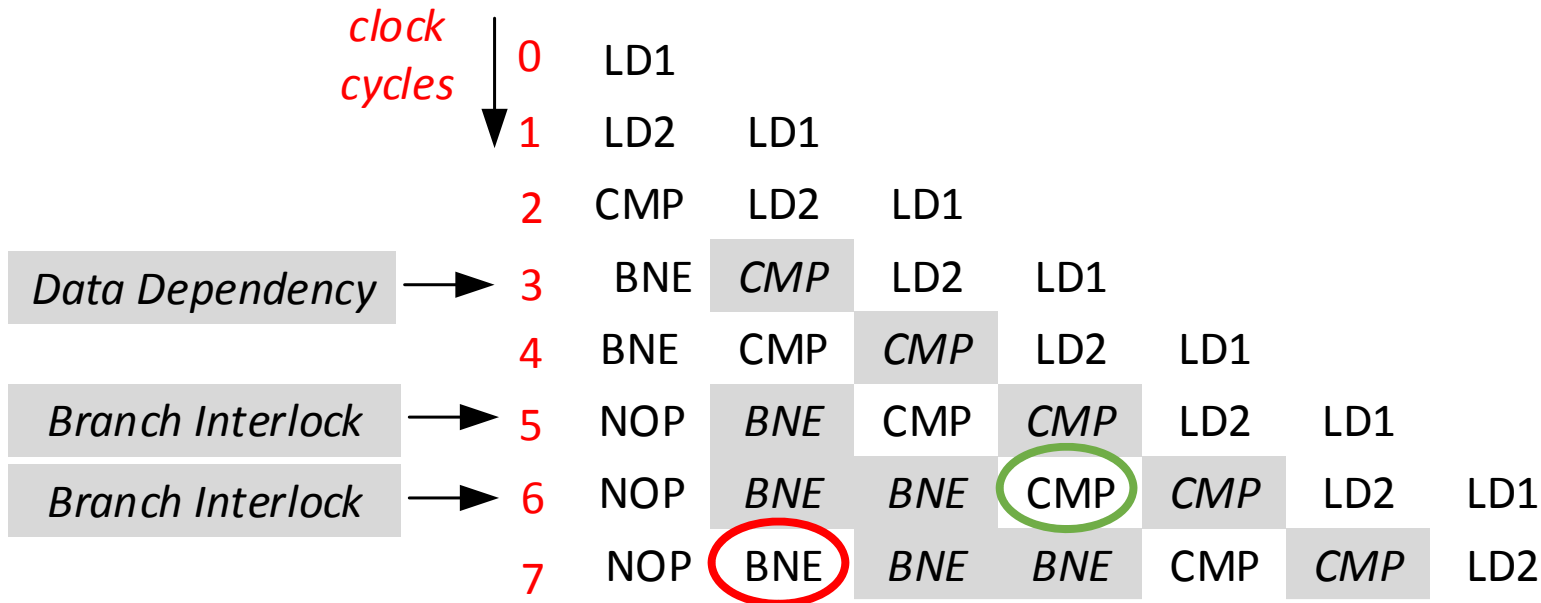 clock
cycles
0 LD1
1 LD2 LD1
2 CMP LD2 LD1
Data Dependency 3 BNE CMP LD2 LD1
4 BNE CMP CMP LD2 LD1
Branch Interlock 5 NOP BNE CMP CMP LD2 LD1
Branch Interlock 6 NOP BNE BNE CMP CMP LD2 LD1
7 NOP BNE BNE BNE CMP CMP LD2